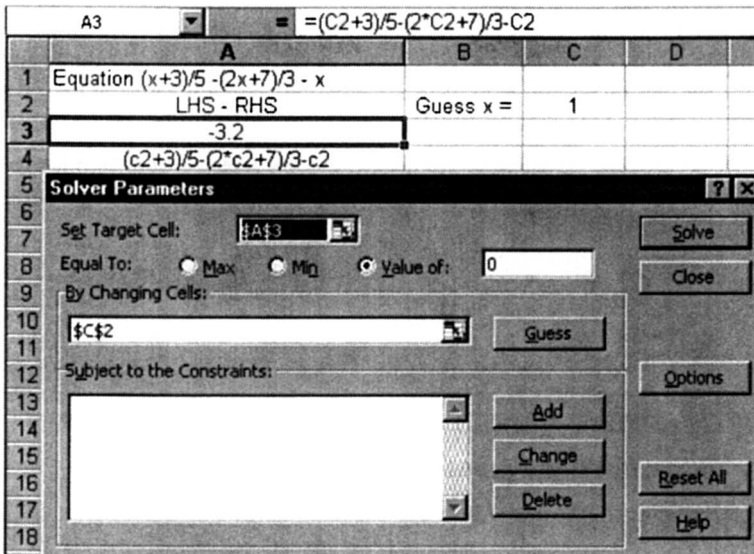 A3 = =(C2+3)/5-(2*C2+7)/3-C2
A B C D
1 Equation (x+3)/5 -(2x+7)/3 - x
2 LHS - RHS Guess x = 1
3 -3.2
4 (c2+3)/5-(2*c2+7)/3-c2
5 Solver Parameters ? x
6
7 Set Target Cell: $A$3 Solve
8 Equal To: Max Min Value of: 0 Close
9 By Changing Cells:
10 $C$2 Guess
11
12 Subject to the Constraints: Options
13 Add
14
15 Change
16 Reset All
17 Delete
18 Help